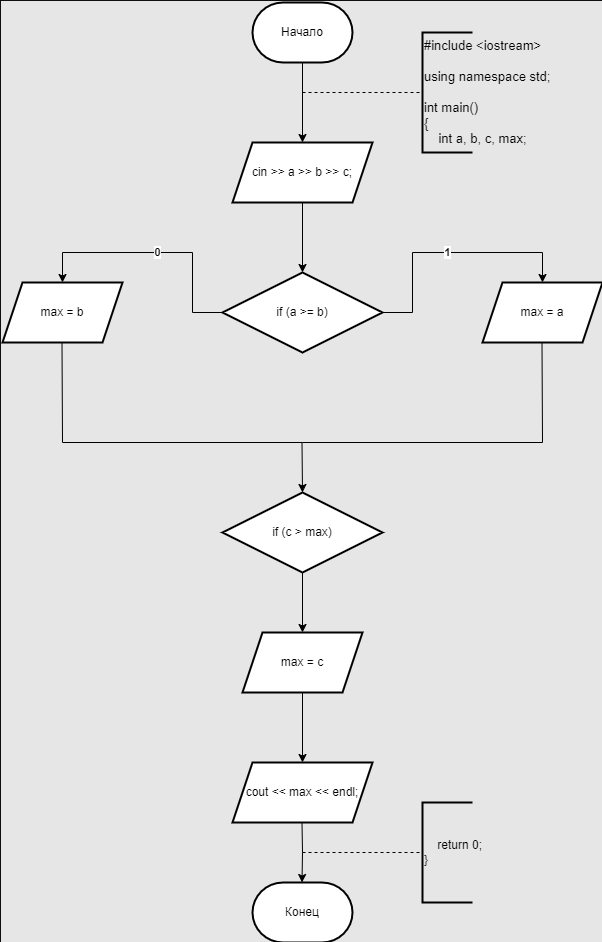 Начало
#include <iostream>
using namespace std;
int main()
{
int a, b, c, max;
cin >> a >> b >> c;
0
1
max = b
if (a >= b)
max = a
if (c > max)
max = c
cout << max << endl;
return 0;
}
Конец